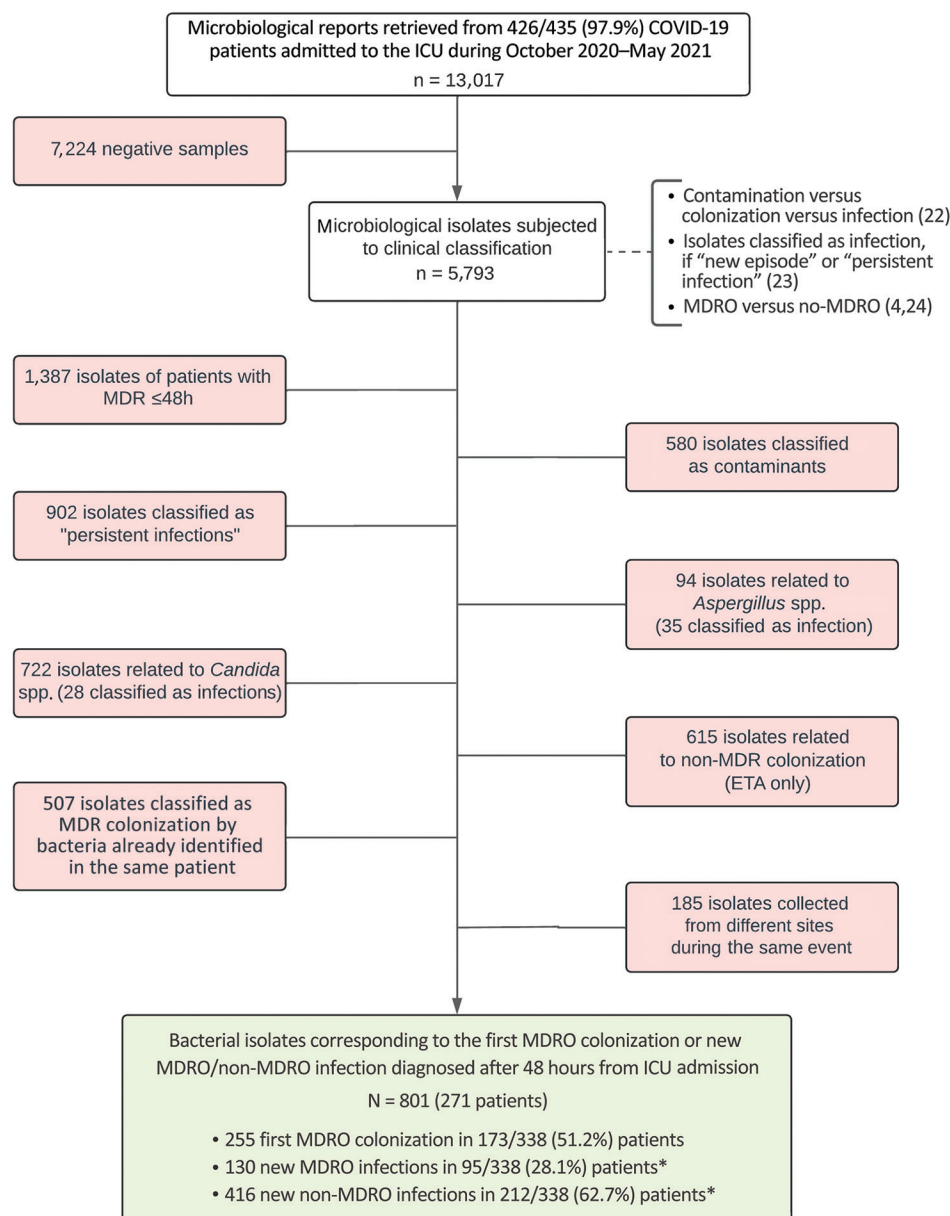 Microbiological reports retrieved from 426/435 (97.9%) COVID-19
patients admitted to the ICU during October 2020–May 2021
n = 13,017
7,224 negative samples
Microbiological isolates subjected
to clinical classification
n = 5,793
• Contamination versus
colonization versus infection (22)
• Isolates classified as infection,
if “new episode” or “persistent
infection” (23)
• MDRO versus no-MDRO (4,24)
1,387 isolates of patients with
MDR ≤48h
580 isolates classified
as contaminants
902 isolates classified as
"persistent infections"
94 isolates related to
Aspergillus spp.
(35 classified as infection)
722 isolates related to Candida
spp. (28 classified as infections)
615 isolates related
to non-MDR colonization
(ETA only)
507 isolates classified as
MDR colonization by
bacteria already identified
in the same patient
185 isolates collected
from different sites
during the same event
Bacterial isolates corresponding to the first MDRO colonization or new
MDRO/non-MDRO infection diagnosed after 48 hours from ICU admission
N = 801 (271 patients)
• 255 first MDRO colonization in 173/338 (51.2%) patients
• 130 new MDRO infections in 95/338 (28.1%) patients*
• 416 new non-MDRO infections in 212/338 (62.7%) patients*